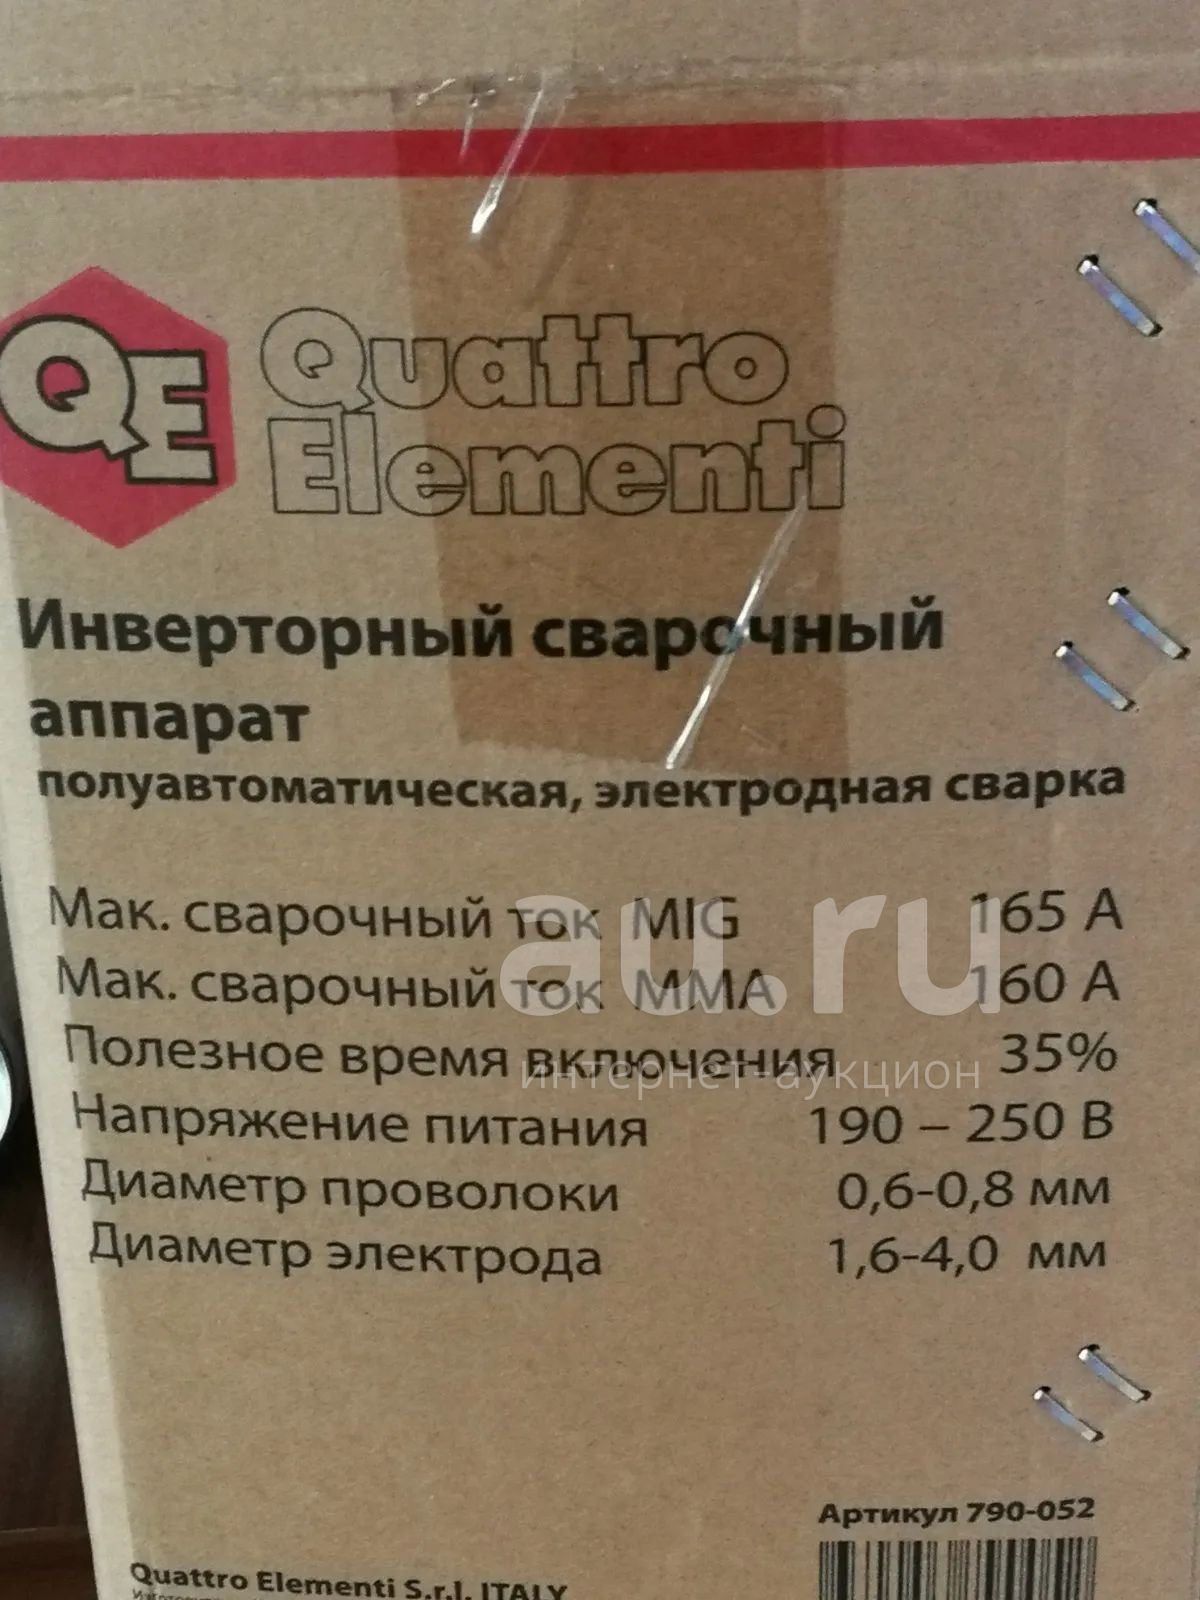 QE
Quattro
Elementi
Инверторный сварочный
аппарат
полуавтоматическая, электродная сварка
Мак. сварочный ток MIG 165 А
Мак. сварочный ток ММА 160 А
Полезное время включения 35%
Напряжение питания 190 – 250 В
Диаметр проволоки 0,6-0,8 мм
Диаметр электрода 1,6-4,0 мм
au.ru
интернет-аукцион
Артикул 790-052
Quattro Elementi S.r.l. ITALY